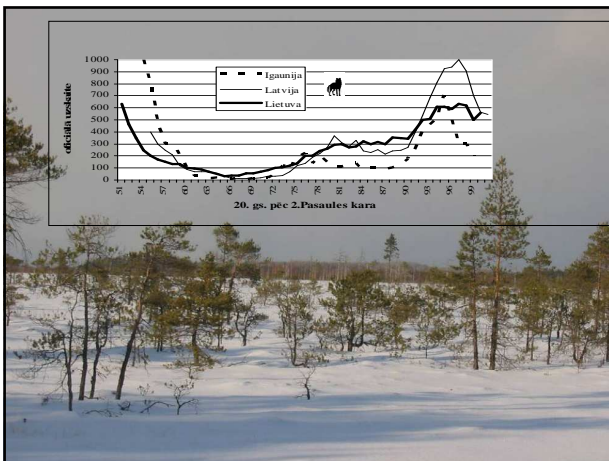 1000
900
800
700
600
500
400
300
200
100
0
oficiālā uzskaite
Igaunija
Latvija
Lietuva
51 54 57 60 63 66 69 72 75 78 81 84 87 90 93 96 99
20. gs. pēc 2.Pasaules kara